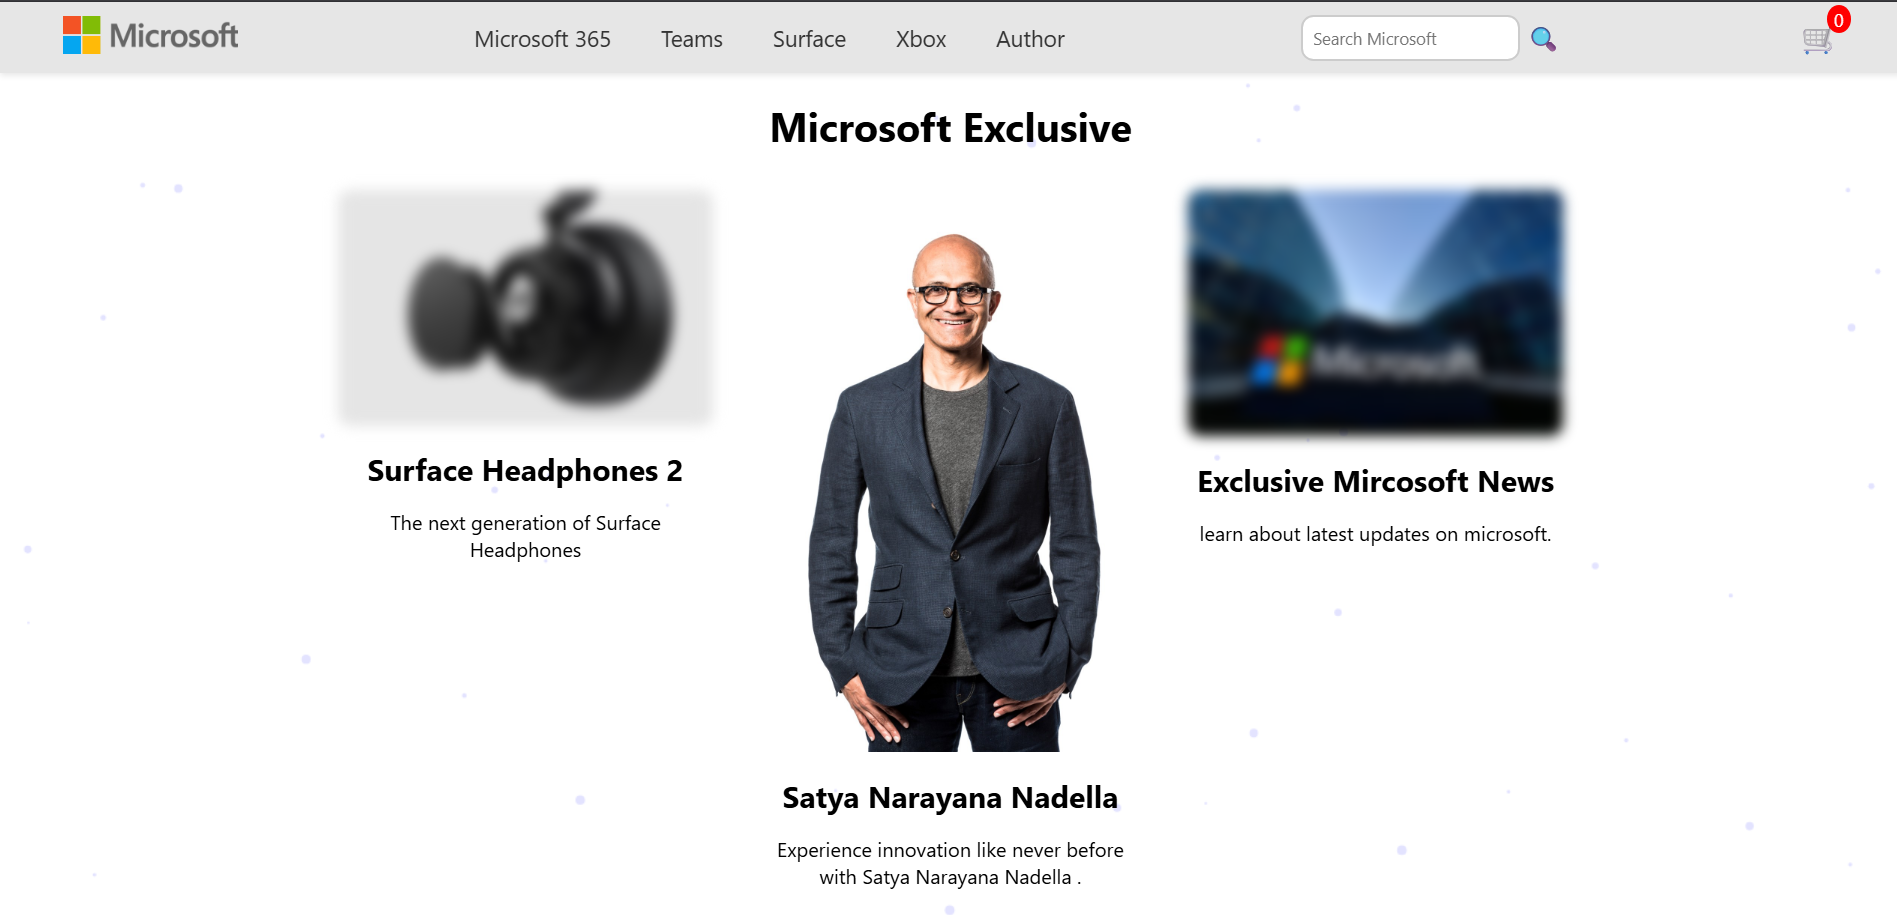 Microsoft
Microsoft 365
Teams
Surface
Xbox
Author
Search Microsoft
0
Microsoft Exclusive
Surface Headphones 2
The next generation of Surface
Headphones
Satya Narayana Nadella
Experience innovation like never before
with Satya Narayana Nadella .
Microsoft
Exclusive Mircosoft News
learn about latest updates on microsoft.